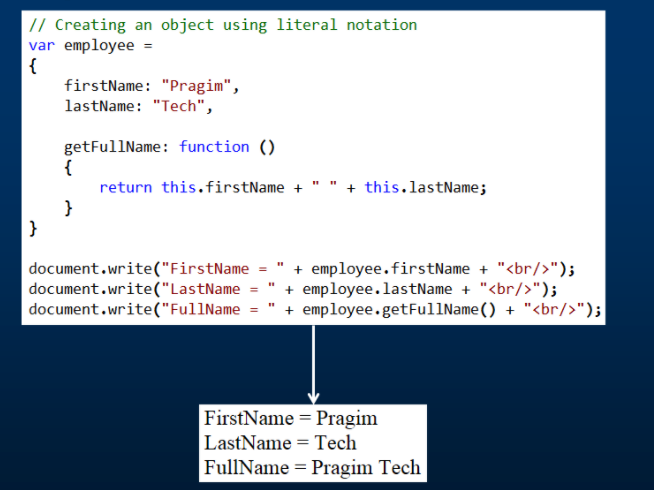 // Creating an object using literal notation
var employee =
{
    firstName: "Pragim",
    lastName: "Tech",
    getFullName: function ()
    {
        return this.firstName + " " + this.lastName;
    }
}
document.write("FirstName = " + employee.firstName + "<br/>");
document.write("LastName = " + employee.lastName + "<br/>");
document.write("FullName = " + employee.getFullName() + "<br/>");
FirstName = Pragim
LastName = Tech
FullName = Pragim Tech